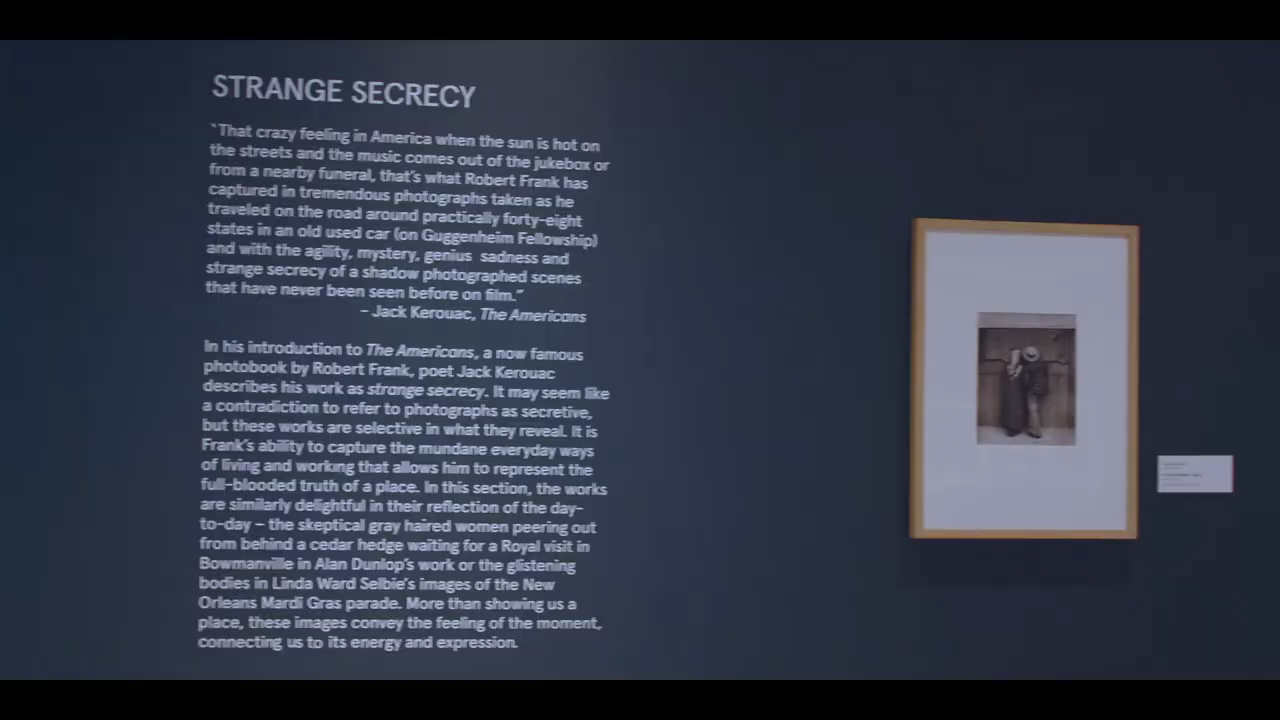 STRANGE SECRECY
"That crazy feeling in America when the sun is hot on
the streets and the music comes out of the jukebox or
from a nearby funeral, that's what Robert Frank has
captured in tremendous photographs taken as he
traveled on the road around practically forty-eight
states in an old used car (on Guggenheim Fellowship)
and with the agility, mystery, genius sadness and
strange secrecy of a shadow photographed scenes
that have never been seen before on film."
– Jack Kerouac, The Americans
In his introduction to The Americans, a now famous
photobook by Robert Frank, poet Jack Kerouac
describes his work as strange secrecy. It may seem like
a contradiction to refer to photographs as secretive,
but these works are selective in what they reveal. It is
Frank's ability to capture the mundane everyday ways
of living and working that allows him to represent the
full-blooded truth of a place. In this section, the works
are similarly delightful in their reflection of the day-
to-day – the skeptical gray haired women peering out
from behind a cedar hedge waiting for a Royal visit in
Bowmanville in Alan Dunlop's work or the glistening
bodies in Linda Ward Selbie's images of the New
Orleans Mardi Gras parade. More than showing us a
place, these images convey the feeling of the moment,
connecting us to its energy and expression.